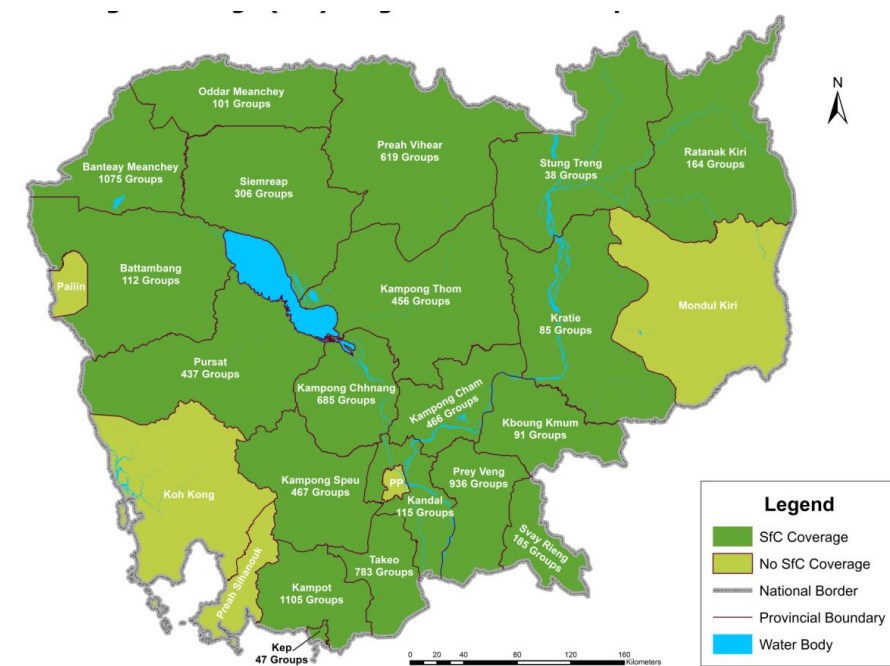 Oddar Meanchey
101 Groups
Preah Vihear
619 Groups
Banteay Meanchey
1075 Groups
Siemreap
306 Groups
Stung Treng
38 Groups
Ratanak Kiri
164 Groups
N
Battambang
112 Groups
Pailin
Kampong Thom
456 Groups
Kratie
85 Groups
Mondul Kiri
Pursat
437 Groups
Kampong Chhnang
685 Groups
Kampong Cham
466 Groups
Kboung Kmum
91 Groups
Koh Kong
Kampong Speu
467 Groups
PP
Prey Veng
936 Groups
Kandal
115 Groups
Svay Rieng
185 Groups
Preah Sihanouk
Takeo
783 Groups
Kampot
1105 Groups
Kep
47 Groups
Legend
SfC Coverage
No SfC Coverage
National Border
Provincial Boundary
Water Body
0 20 40 80 120 160
Kilometers